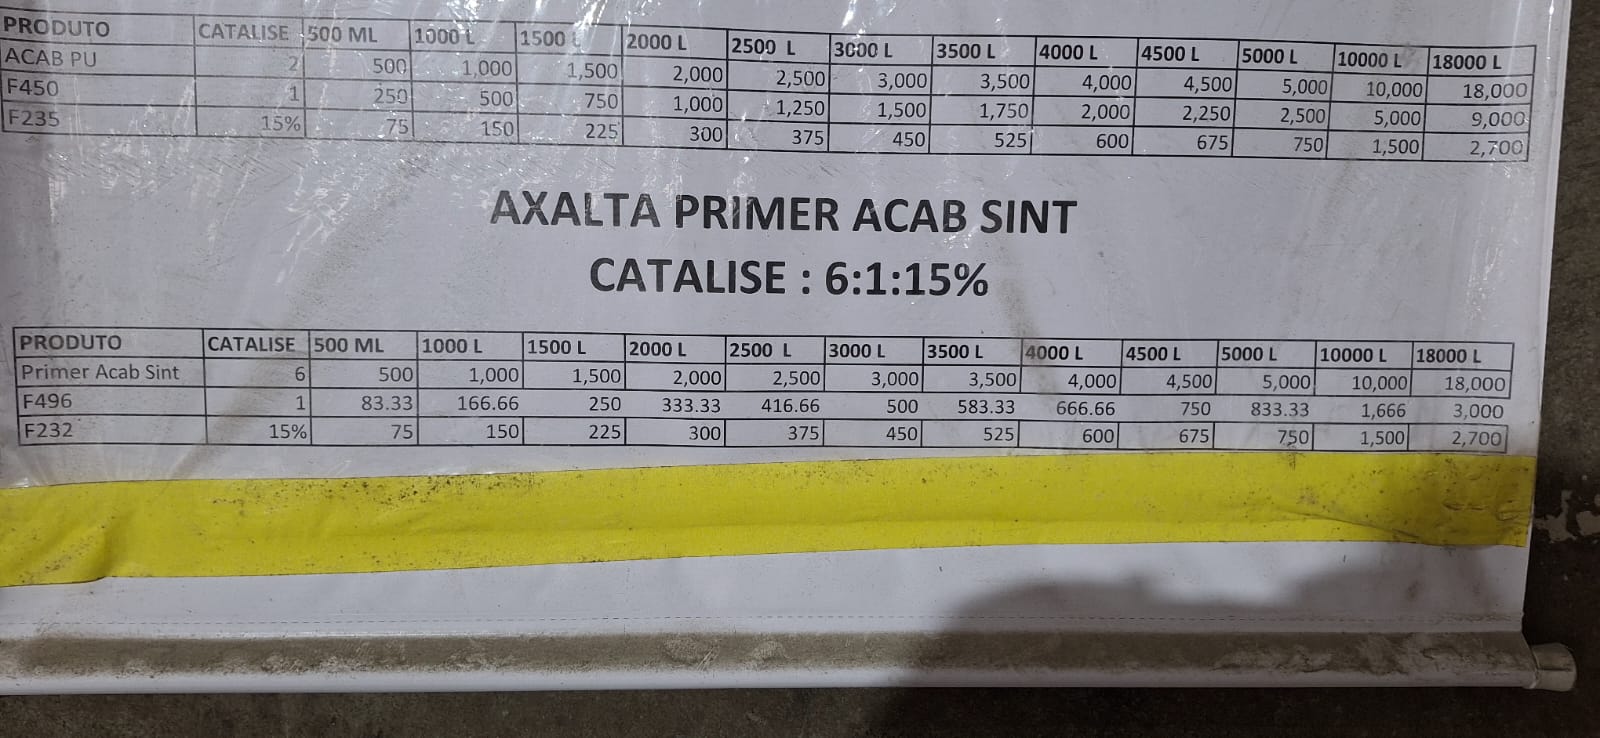 PRODUTO CATALISE 500 ML 1000 L 1500 L 2000 L 2500 L 3000 L 3500 L 4000 L 4500 L 5000 L 10000 L 18000 L
ACAB PU 2 500 1,000 1,500 2,000 2,500 3,000 3,500 4,000 4,500 5,000 10,000 18,000
F450 1 250 500 750 1,000 1,250 1,500 1,750 2,000 2,250 2,500 5,000 9,000
F235 15% 75 150 225 300 375 450 525 600 675 750 1,500 2,700
AXALTA PRIMER ACAB SINT
CATALISE : 6:1:15%
PRODUTO CATALISE 500 ML 1000 L 1500 L 2000 L 2500 L 3000 L 3500 L 4000 L 4500 L 5000 L 10000 L 18000 L
Primer Acab Sint 6 500 1,000 1,500 2,000 2,500 3,000 3,500 4,000 4,500 5,000 10,000 18,000
F496 1 83.33 166.66 250 333.33 416.66 500 583.33 666.66 750 833.33 1,666 3,000
F232 15% 75 150 225 300 375 450 525 600 675 750 1,500 2,700